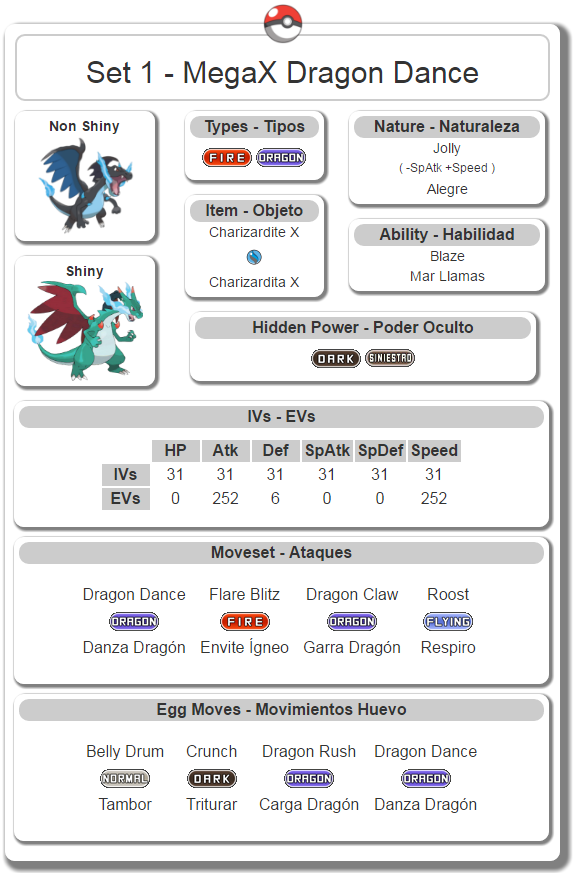 Set 1 - MegaX Dragon Dance
Non Shiny
Shiny
Types - Tipos
FIRE DRAGON
Item - Objeto
Charizardite X
Charizardita X
Nature - Naturaleza
Jolly
( -SpAtk +Speed )
Alegre
Ability - Habilidad
Blaze
Mar Llamas
Hidden Power - Poder Oculto
DARK SINIESTRO
IVs - EVs
HP Atk Def SpAtk SpDef Speed
IVs 31 31 31 31 31 31
EVs 0 252 6 0 0 252
Moveset - Ataques
Dragon Dance Flare Blitz Dragon Claw Roost
DRAGON FIRE DRAGON FLYING
Danza Dragón Envite Ígneo Garra Dragón Respiro
Egg Moves - Movimientos Huevo
Belly Drum Crunch Dragon Rush Dragon Dance
NORMAL DARK DRAGON DRAGON
Tambor Triturar Carga Dragón Danza Dragón